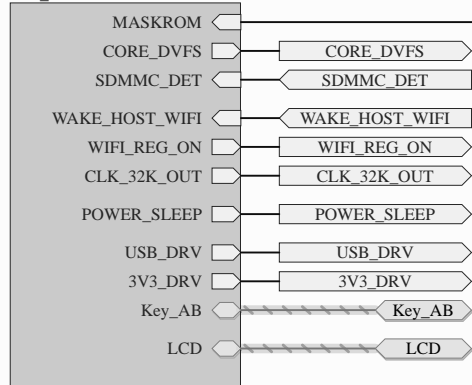 MASKROM
CORE_DVFS CORE_DVFS
SDMMC_DET SDMMC_DET
WAKE_HOST_WIFI WAKE_HOST_WIFI
WIFI_REG_ON WIFI_REG_ON
CLK_32K_OUT CLK_32K_OUT
POWER_SLEEP POWER_SLEEP
USB_DRV USB_DRV
3V3_DRV 3V3_DRV
Key_AB Key_AB
LCD LCD